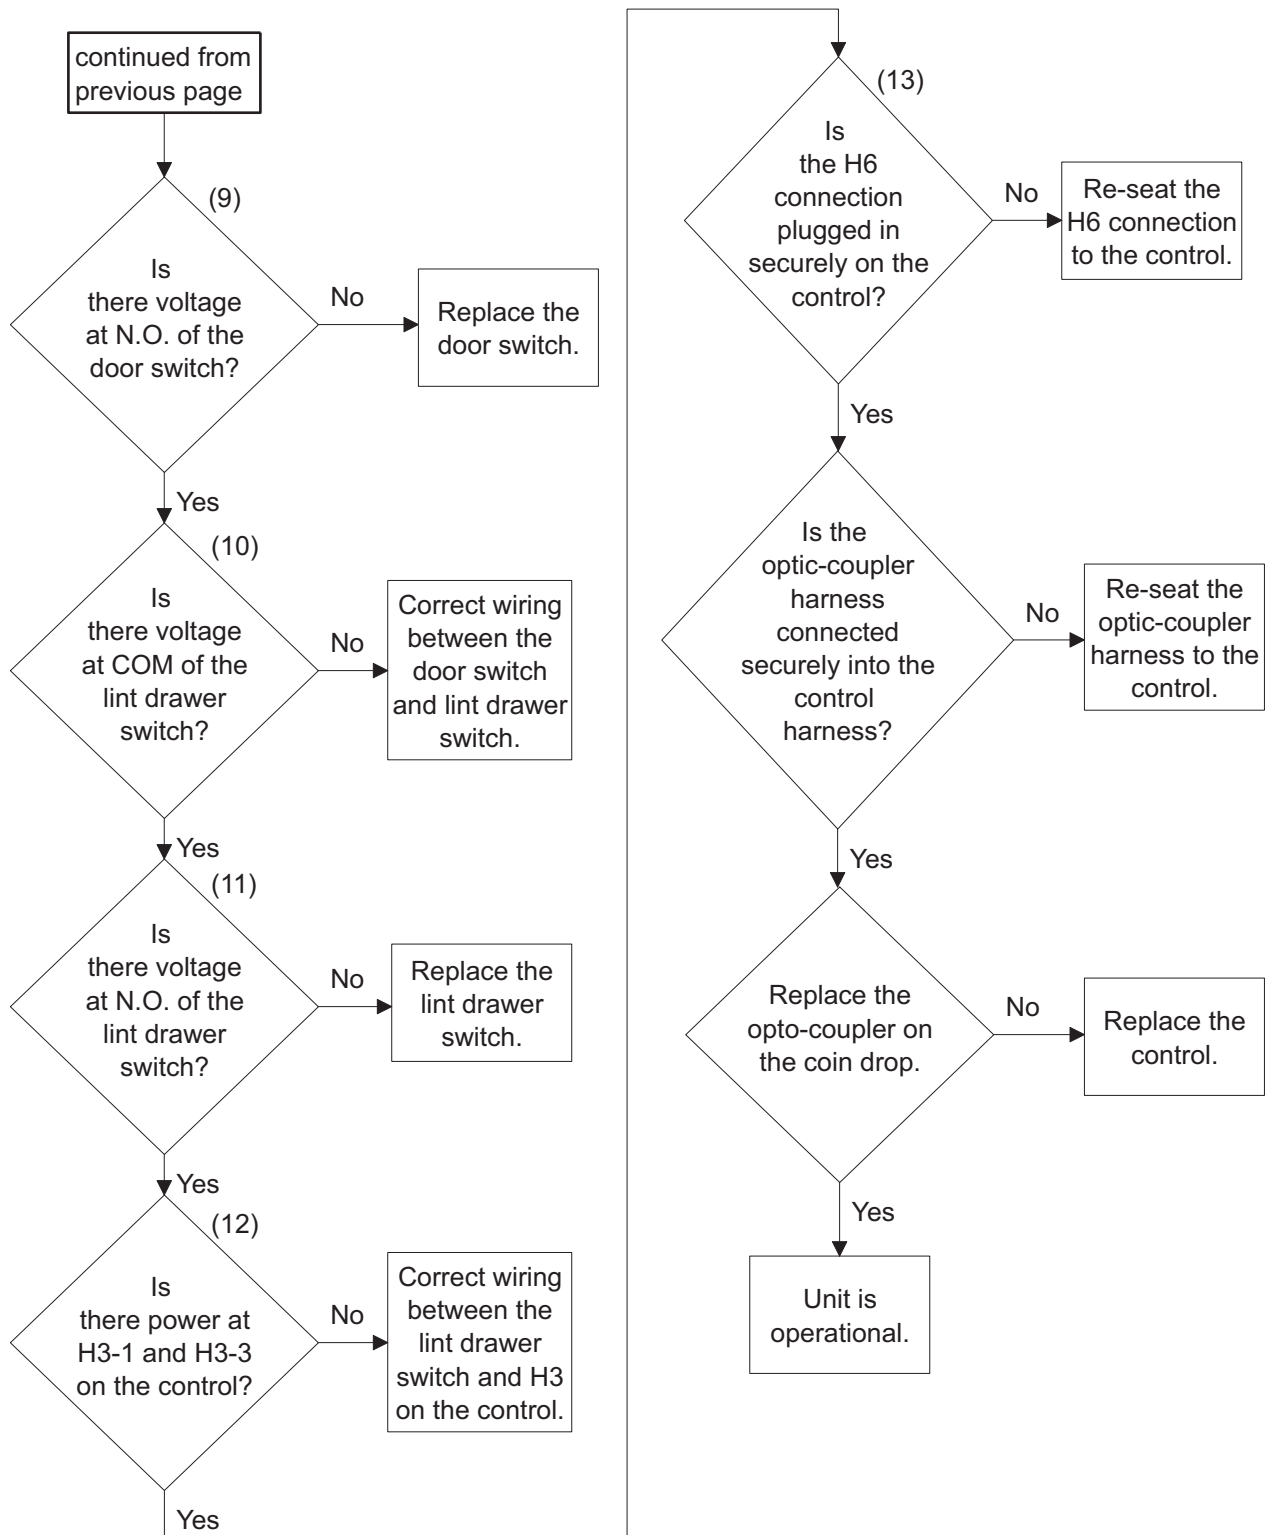 continued from
previous page
(9)
Is
there voltage
at N.O. of the
door switch?
No
Replace the
door switch.
Yes
(10)
Is
there voltage
at COM of the
lint drawer
switch?
No
Correct wiring
between the
door switch
and lint drawer
switch.
Yes
(11)
Is
there voltage
at N.O. of the
lint drawer
switch?
No
Replace the
lint drawer
switch.
Yes
(12)
Is
there power at
H3-1 and H3-3
on the control?
No
Correct wiring
between the
lint drawer
switch and H3
on the control.
Yes
(13)
Is
the H6
connection
plugged in
securely on the
control?
No
Re-seat the
H6 connection
to the control.
Yes
Is the
optic-coupler
harness
connected
securely into the
control
harness?
No
Re-seat the
optic-coupler
harness to the
control.
Yes
Replace the
opto-coupler on
the coin drop.
No
Replace the
control.
Yes
Unit is
operational.